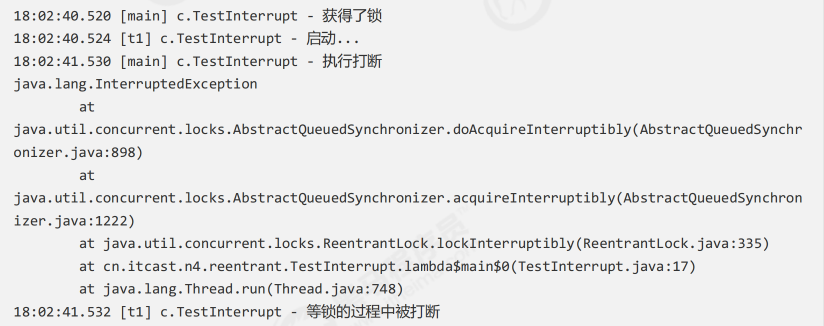 18:02:40.520 [main] c.TestInterrupt - 获得了锁
18:02:40.524 [t1] c.TestInterrupt - 启动...
18:02:41.530 [main] c.TestInterrupt - 执行打断
java.lang.InterruptedException
at
java.util.concurrent.locks.AbstractQueuedSynchronizer.doAcquireInterruptibly(AbstractQueuedSynchr
onizer.java:898)
at
java.util.concurrent.locks.AbstractQueuedSynchronizer.acquireInterruptibly(AbstractQueuedSynchron
izer.java:1222)
at java.util.concurrent.locks.ReentrantLock.lockInterruptibly(ReentrantLock.java:335)
at cn.itcast.n4.reentrant.TestInterrupt.lambda$main$0(TestInterrupt.java:17)
at java.lang.Thread.run(Thread.java:748)
18:02:41.532 [t1] c.TestInterrupt - 等锁的过程中被打断